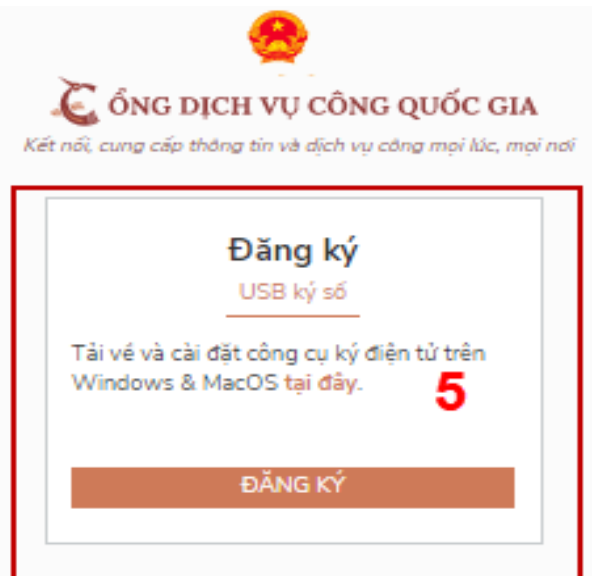 CỔNG DỊCH VỤ CÔNG QUỐC GIA
Kết nối, cung cấp thông tin và dịch vụ công mọi lúc, mọi nơi
Đăng ký
USB ký số
Tải về và cài đặt công cụ ký điện tử trên
Windows & MacOS tại đây.
5
ĐĂNG KÝ